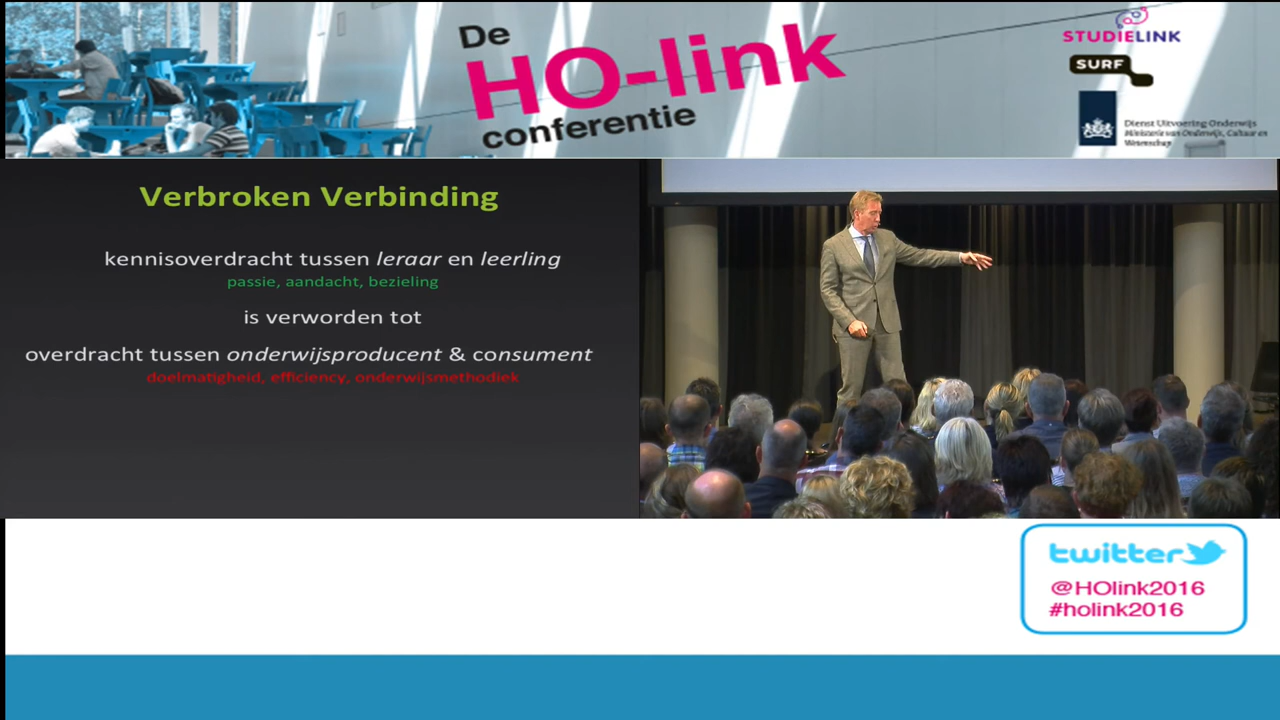 De
HO-link
conferentie
STUDIELINK
SURF
Dienst Uitvoering Onderwijs
Ministerie van Onderwijs, Cultuur en
Wetenschap
Verbroken Verbinding
kennisoverdracht tussen leraar en leerling
passie, aandacht, bezieling
is verworden tot
overdracht tussen onderwijsproducent & consument
doelmatigheid, efficiency, onderwijsmethodiek
twitter
@HOlink2016
#holink2016